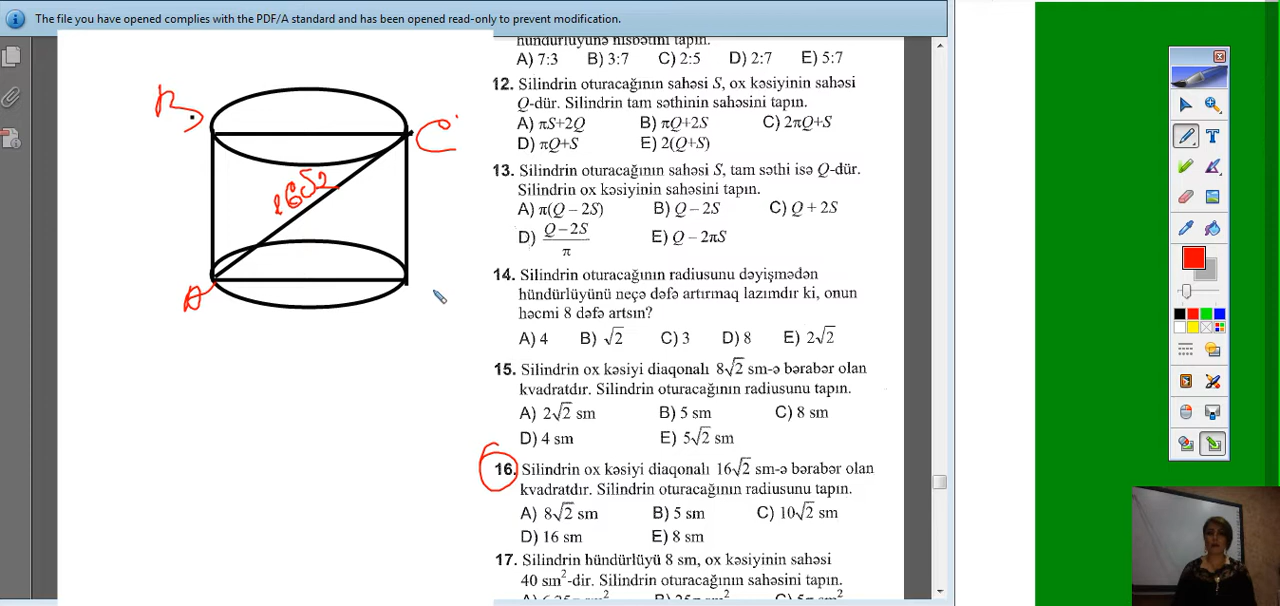 The file you have opened complies with the PDF/A standard and has been opened read-only to prevent modification.
hündürlüyünə nisbətini tapın.
A) 7:3 B) 3:7 C) 2:5 D) 2:7 E) 5:7
12. Silindrin oturacağının sahəsi S, ox kəsiyinin sahəsi
Q-dür. Silindrin tam səthinin sahəsini tapın.
A) πS+2Q B) πQ+2S C) 2πQ+S
D) πQ+S E) 2(Q+S)
13. Silindrin oturacağının sahəsi S, tam səthi isə Q-dür.
Silindrin ox kəsiyinin sahəsini tapın.
A) π(Q – 2S) B) Q – 2S C) Q + 2S
D) (Q–2S)/π E) Q – 2πS
14. Silindrin oturacağının radiusunu dəyişmədən
hündürlüyünü neçə dəfə artırmaq lazımdır ki, onun
həcmi 8 dəfə artsın?
A) 4 B) √2 C) 3 D) 8 E) 2√2
15. Silindrin ox kəsiyi diaqonalı 8√2 sm-ə bərabər olan
kvadratdır. Silindrin oturacağının radiusunu tapın.
A) 2√2 sm B) 5 sm C) 8 sm
D) 4 sm E) 5√2 sm
16. Silindrin ox kəsiyi diaqonalı 16√2 sm-ə bərabər olan
kvadratdır. Silindrin oturacağının radiusunu tapın.
A) 8√2 sm B) 5 sm C) 10√2 sm
D) 16 sm E) 8 sm
17. Silindrin hündürlüyü 8 sm, ox kəsiyinin sahəsi
40 sm²-dir. Silindrin oturacağının sahəsini tapın.
B
C
16√2
A
T